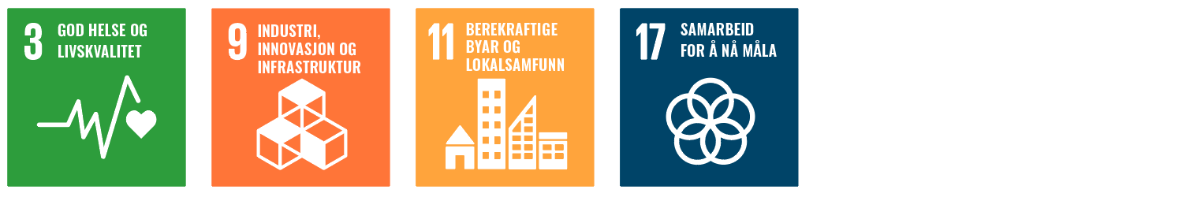 3
GOD HELSE OG
LIVSKVALITET
9
INDUSTRI,
INNOVASJON OG
INFRASTRUKTUR
11
BEREKRAFTIGE
BYAR OG
LOKALSAMFUNN
17
SAMARBEID
FOR Å NÅ MÅLA